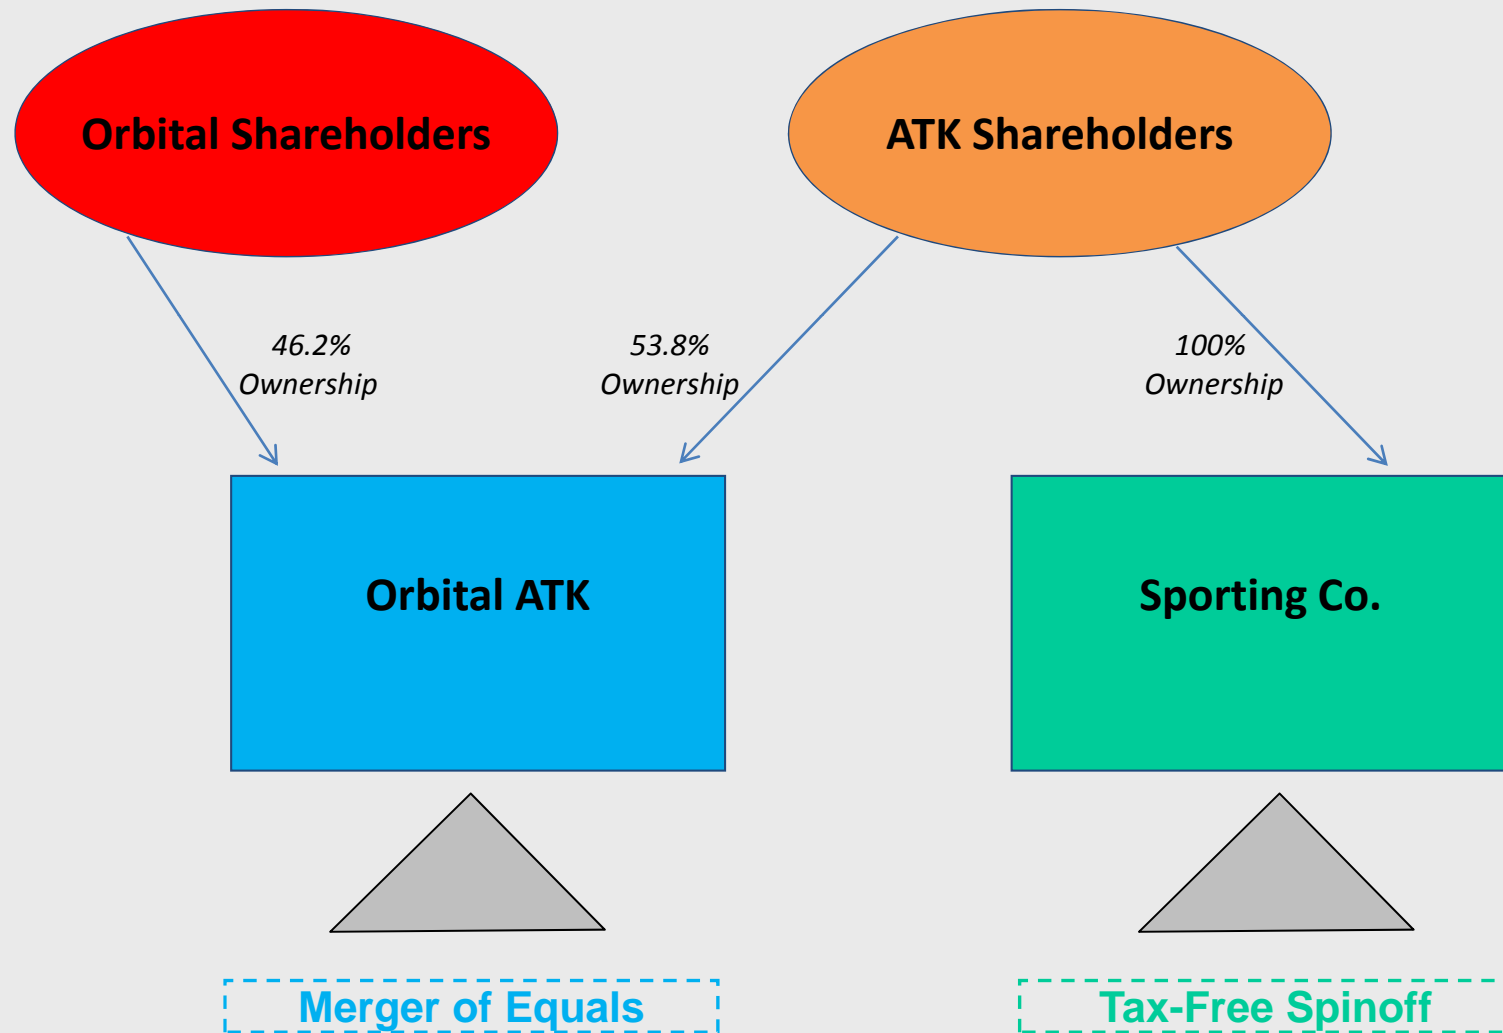 Orbital Shareholders
ATK Shareholders
46.2%
Ownership
53.8%
Ownership
100%
Ownership
Orbital ATK
Sporting Co.
Merger of Equals
Tax-Free Spinoff